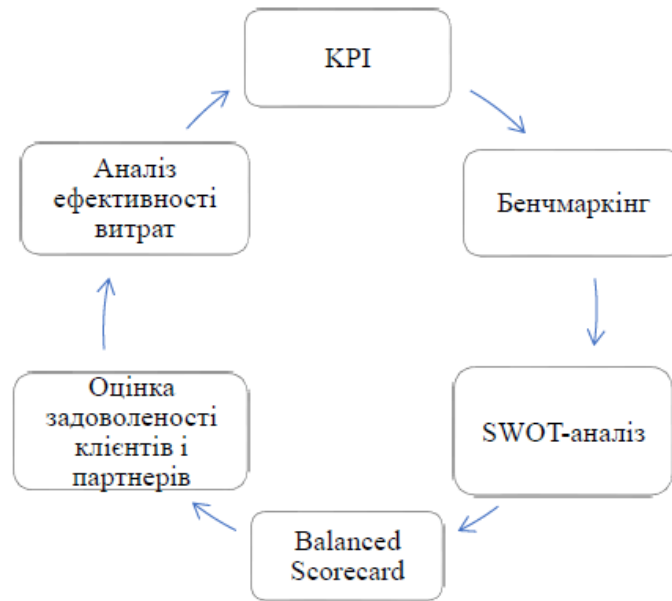 KPI
Бенчмаркінг
SWOT-аналіз
Balanced
Scorecard
Оцінка
задоволеності
клієнтів і
партнерів
Аналіз
ефективності
витрат